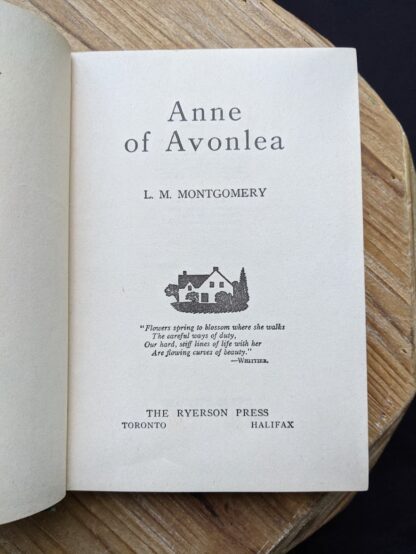 Anne
of Avonlea
L. M. MONTGOMERY
"Flowers spring to blossom where she walks
The careful ways of duty,
Our hard, stiff lines of life with her
Are flowing curves of beauty."
—WHITTIER.
THE RYERSON PRESS
TORONTO HALIFAX